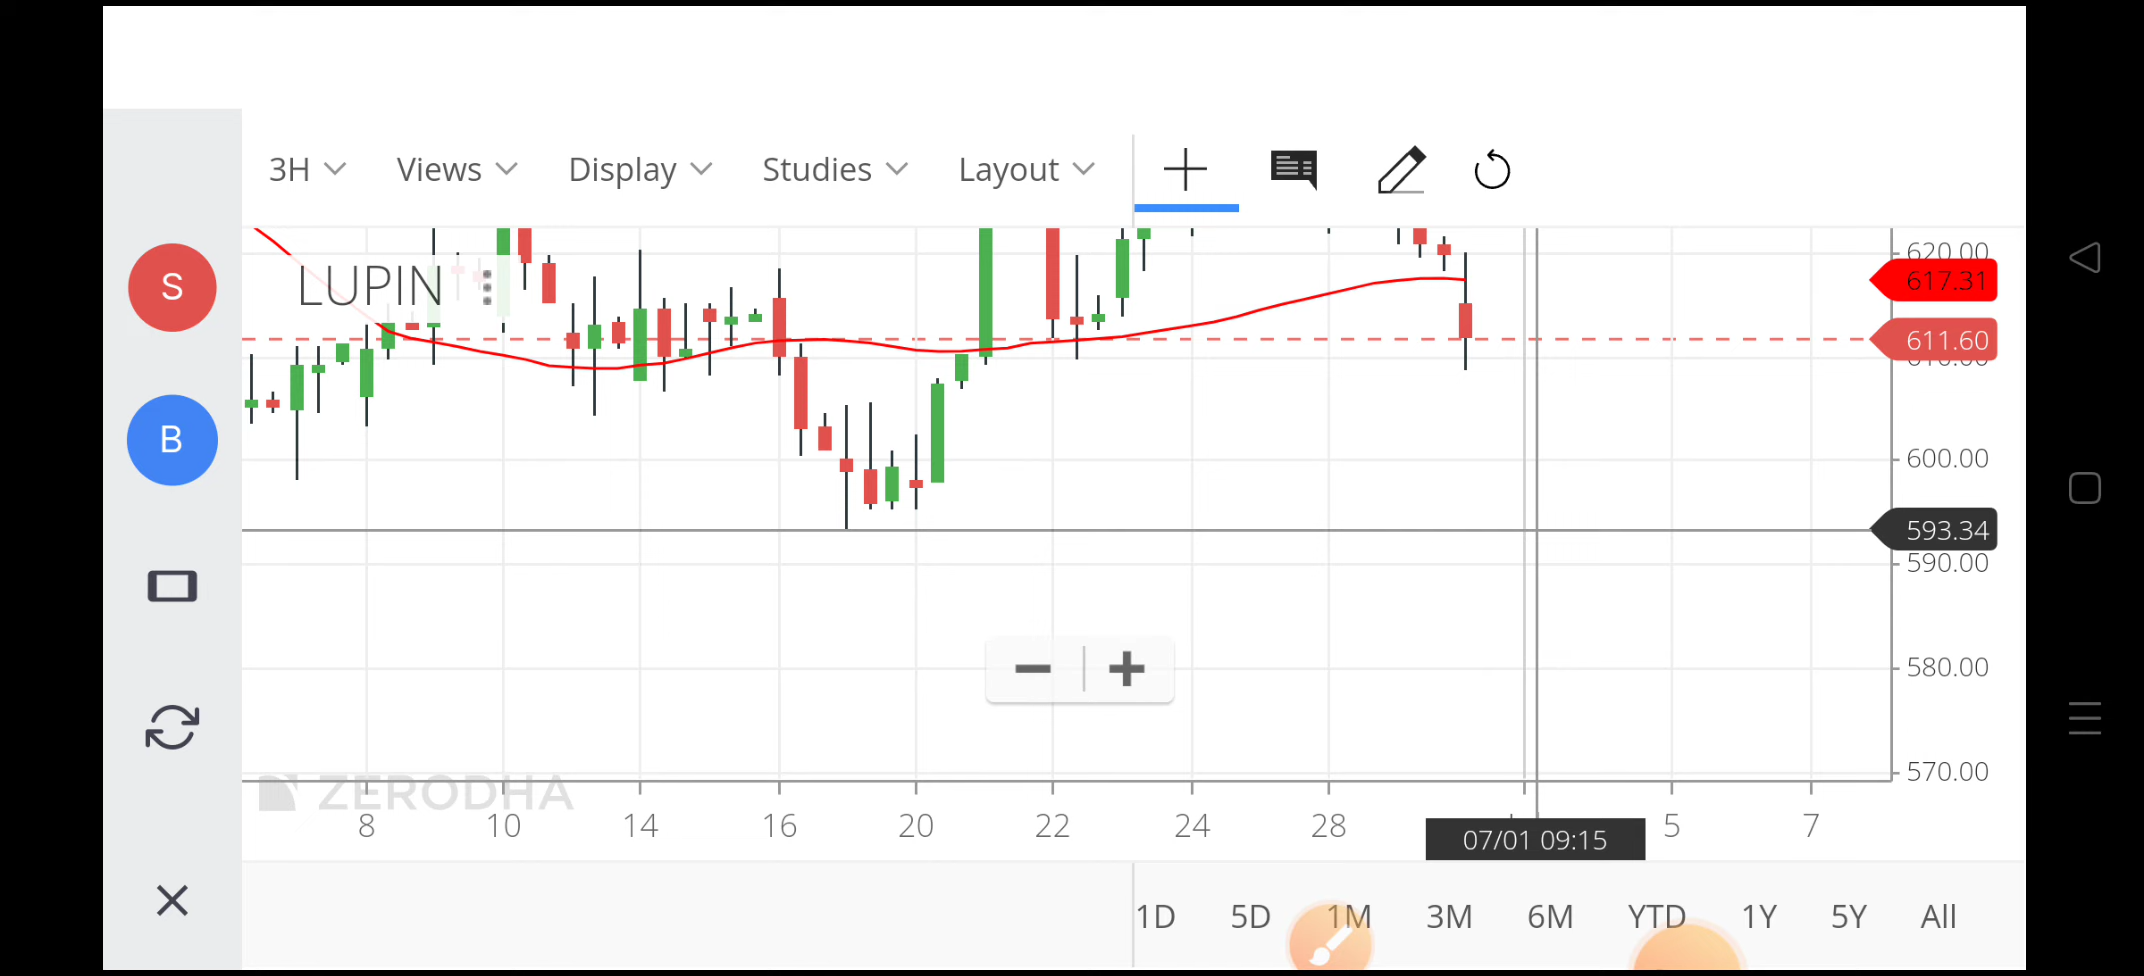 3H Views Display Studies Layout
620.00
S
LUPIN
617.31
611.60
B
600.00
593.34
590.00
580.00
570.00
ZERODHA
8 10 14 16 20 22 24 28 5 7
07/01 09:15
1D 5D 1M 3M 6M YTD 1Y 5Y All